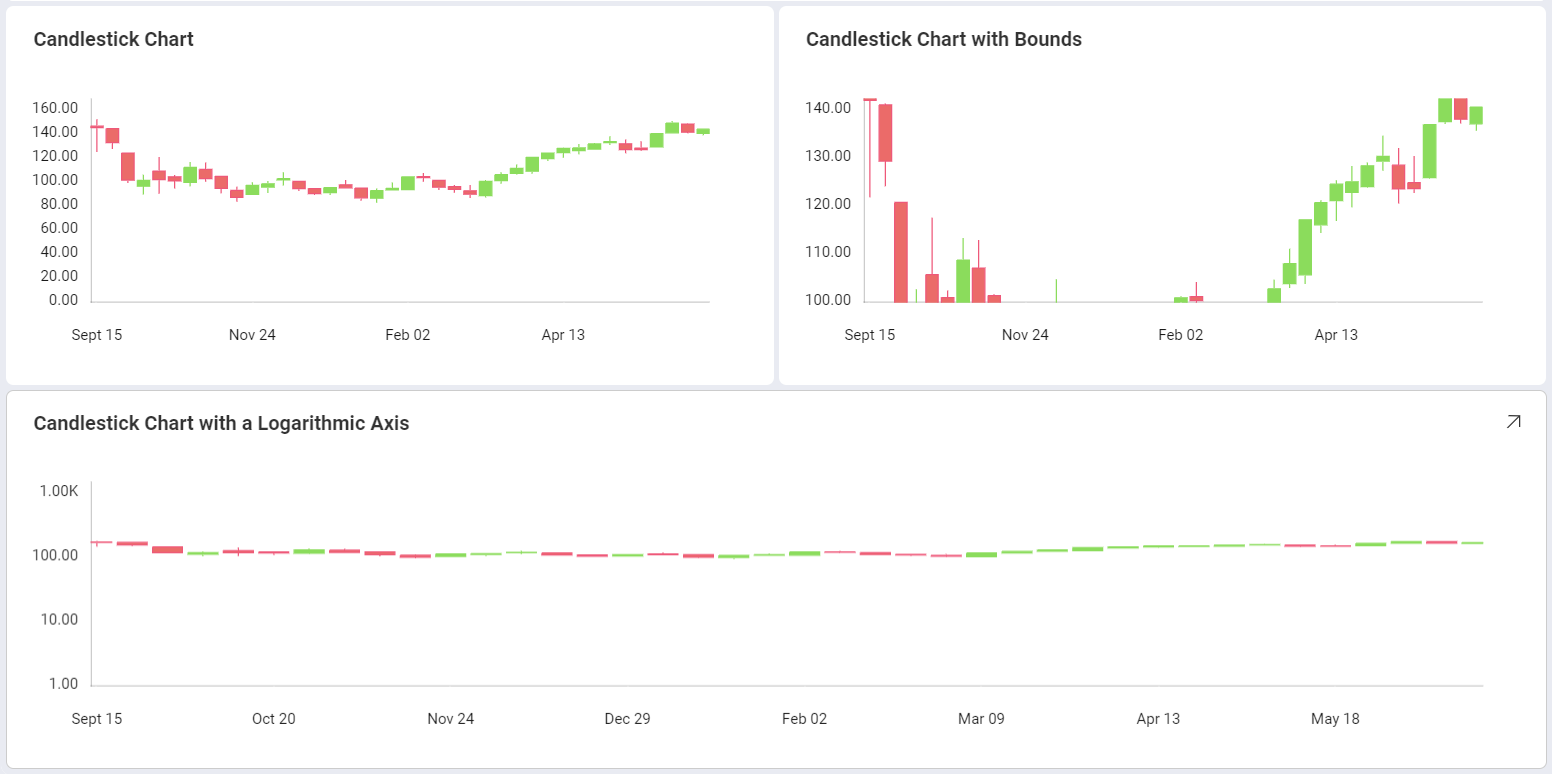 Candlestick Chart
160.00
140.00
120.00
100.00
80.00
60.00
40.00
20.00
0.00
Sept 15 Nov 24 Feb 02 Apr 13
Candlestick Chart with Bounds
140.00
130.00
120.00
110.00
100.00
Sept 15 Nov 24 Feb 02 Apr 13
Candlestick Chart with a Logarithmic Axis
1.00K
100.00
10.00
1.00
Sept 15 Oct 20 Nov 24 Dec 29 Feb 02 Mar 09 Apr 13 May 18